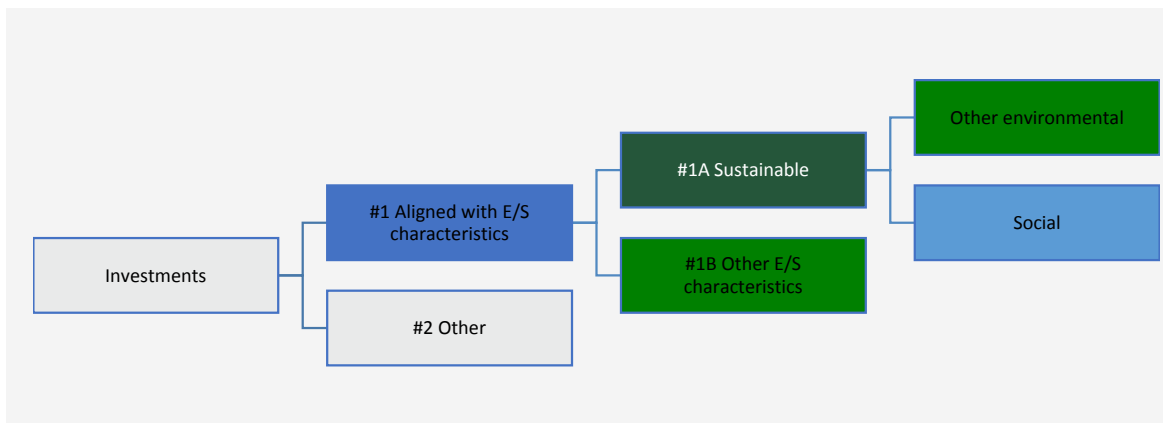 Investments
#1 Aligned with E/S
characteristics
#2 Other
#1A Sustainable
#1B Other E/S
characteristics
Other environmental
Social